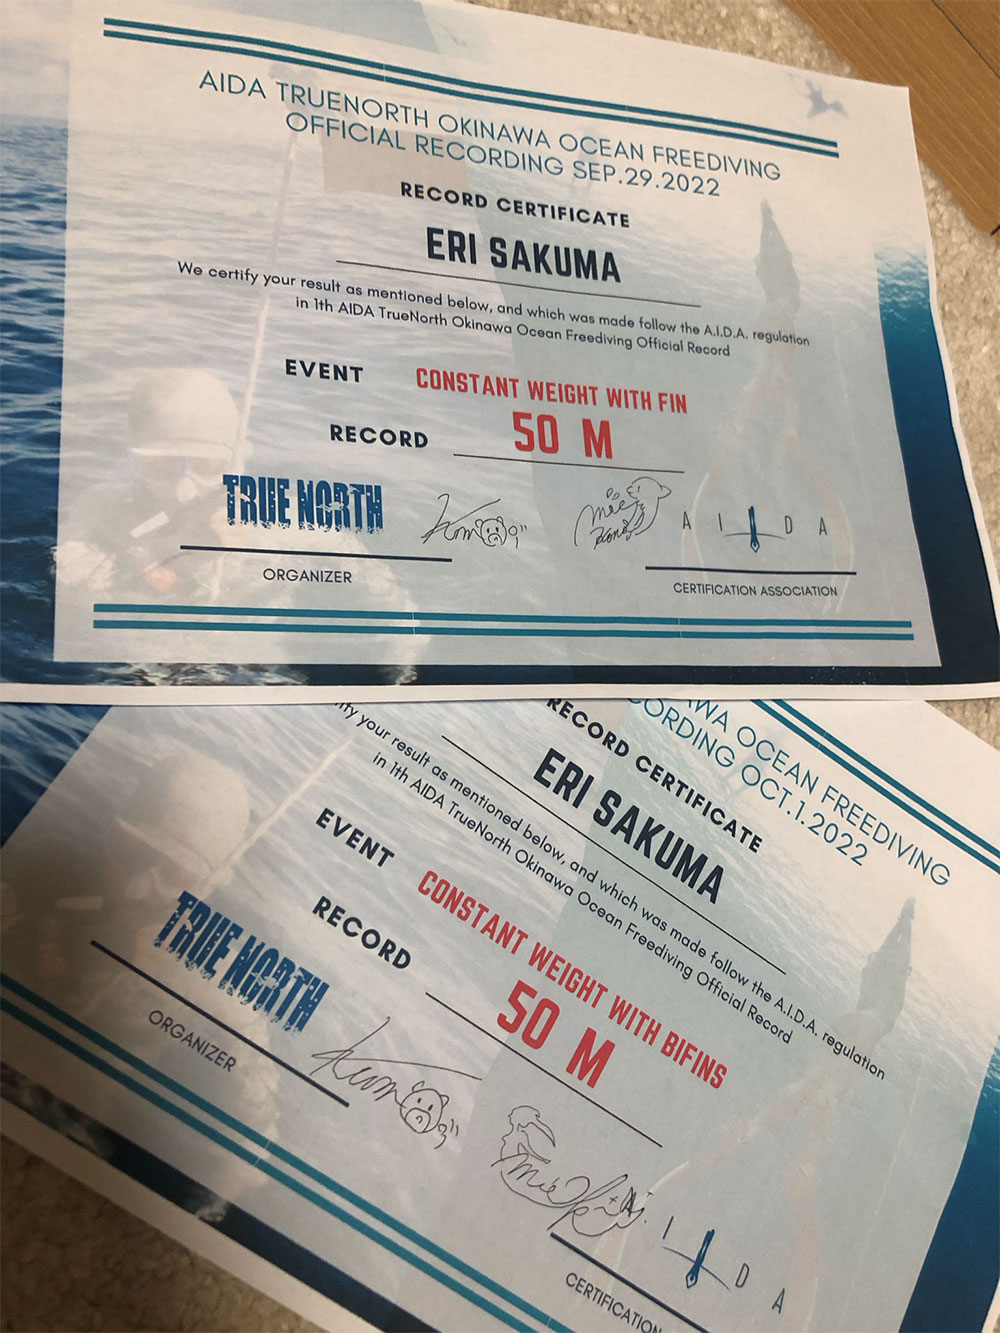 AIDA TRUENORTH OKINAWA OCEAN FREEDIVING
OFFICIAL RECORDING SEP.29.2022
RECORD CERTIFICATE
ERI SAKUMA
We certify your result as mentioned below, and which was made follow the A.I.D.A. regulation
in 1th AIDA TrueNorth Okinawa Ocean Freediving Official Record
EVENT CONSTANT WEIGHT WITH FIN
RECORD 50 M
TRUE NORTH
AIDA
ORGANIZER
CERTIFICATION ASSOCIATION
OCEAN FREEDIVING
OCT.1.2022
RECORD CERTIFICATE
ERI SAKUMA
your result as mentioned below, and which was made follow the A.I.D.A. regulation
in 1th AIDA TrueNorth Okinawa Ocean Freediving Official Record
EVENT CONSTANT WEIGHT WITH BIFINS
RECORD 50 M
TRUE NORTH
AIDA
ORGANIZER
CERTIFICATION